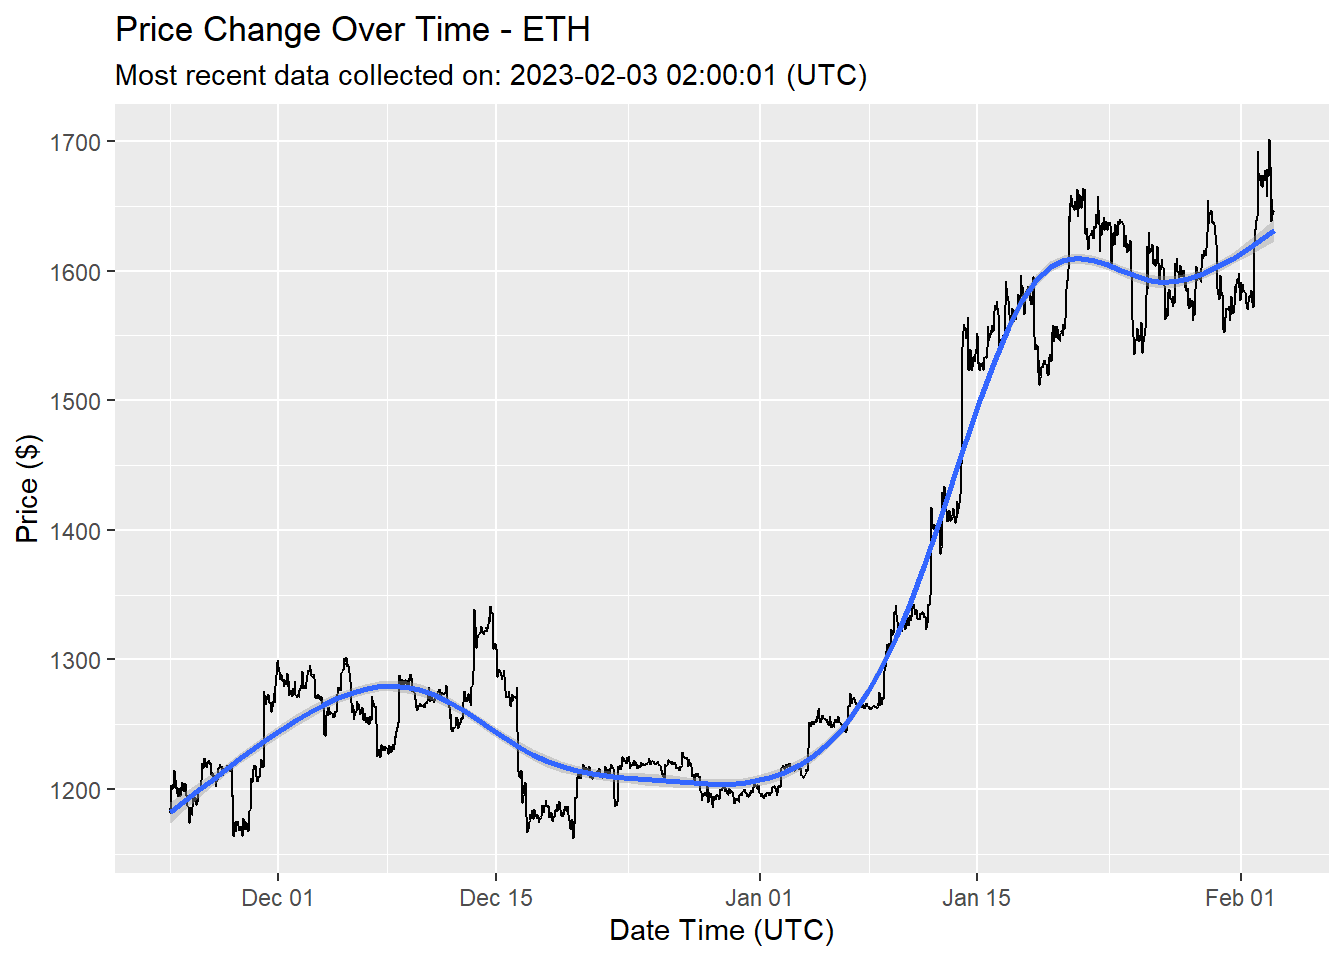 Price Change Over Time - ETH
Most recent data collected on: 2023-02-03 02:00:01 (UTC)
1700
1600
1500
1400
1300
1200
Price ($)
Dec 01
Dec 15
Jan 01
Jan 15
Feb 01
Date Time (UTC)